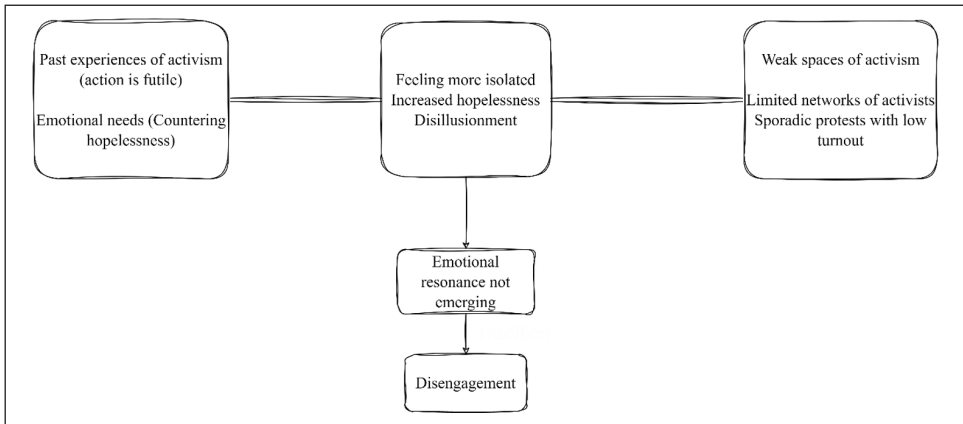 Past experiences of activism
(action is futile)
Emotional needs (Countering
hopelessness)
Feeling more isolated
Increased hopelessness
Disillusionment
Weak spaces of activism
Limited networks of activists
Sporadic protests with low
turnout
Emotional
resonance not
emerging
Disengagement